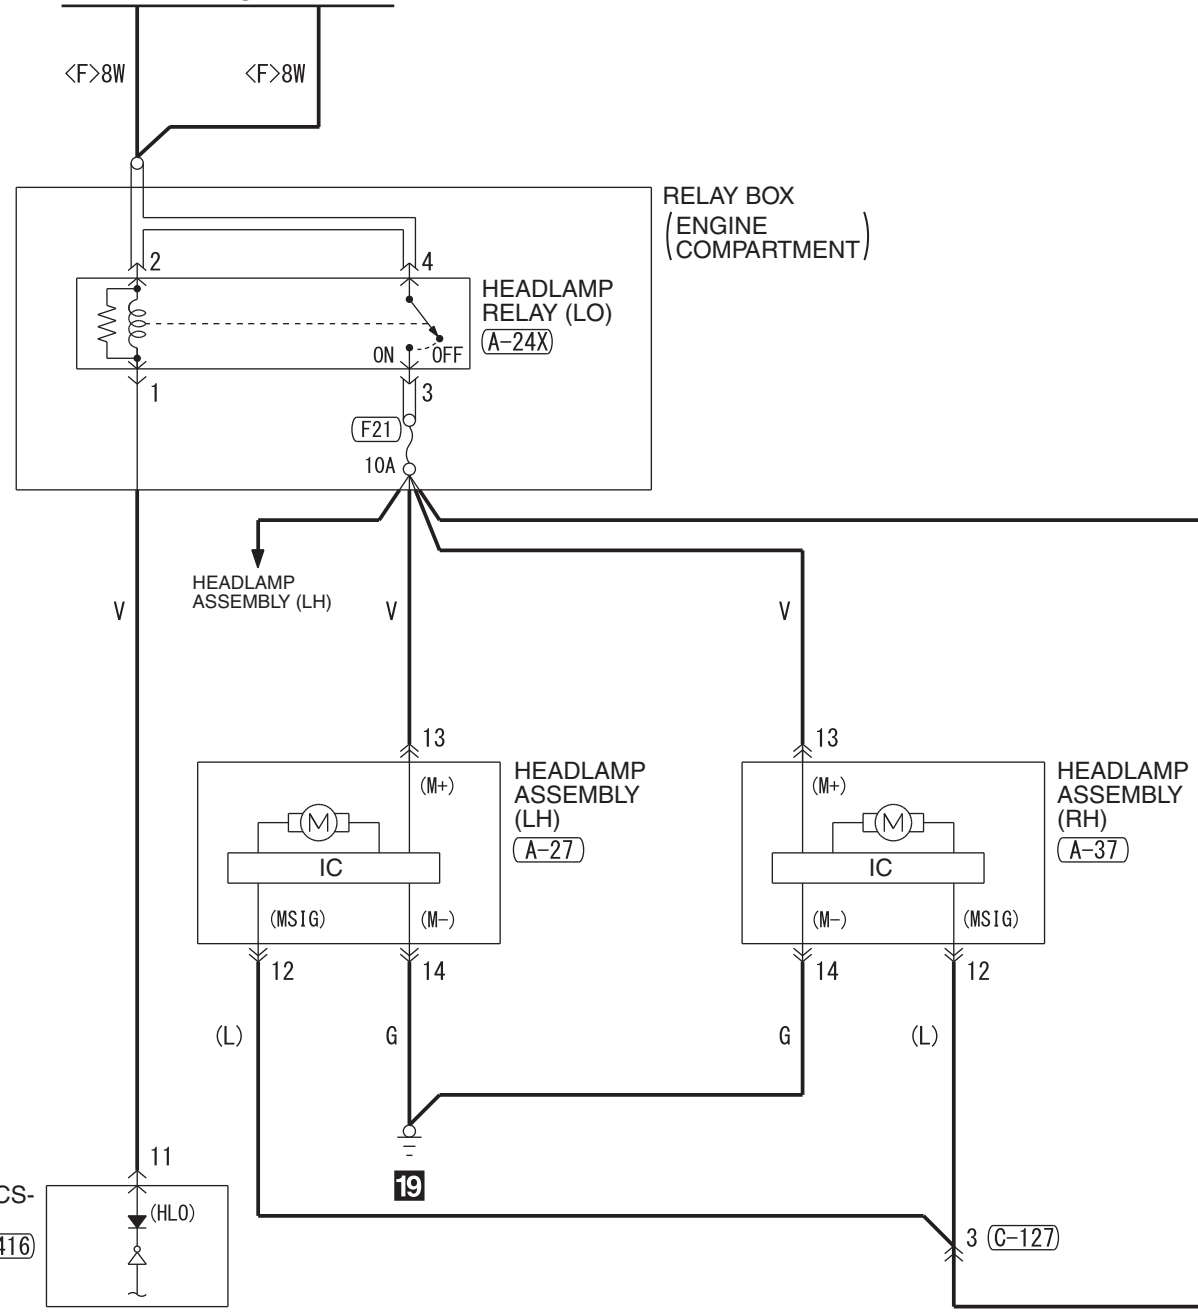 <F>8W
<F>8W
RELAY BOX
(ENGINE
COMPARTMENT)
2
4
HEADLAMP
RELAY (LO)
A-24X
ON
OFF
1
3
F21
10A
HEADLAMP
ASSEMBLY (LH)
V
V
V
13
13
HEADLAMP
ASSEMBLY
(LH)
A-27
HEADLAMP
ASSEMBLY
(RH)
A-37
(M+)
(M+)
M
M
IC
IC
(MSIG)
(M-)
(M-)
(MSIG)
12
14
14
12
(L)
G
G
(L)
19
11
CS-
(HLO)
416
3
C-127